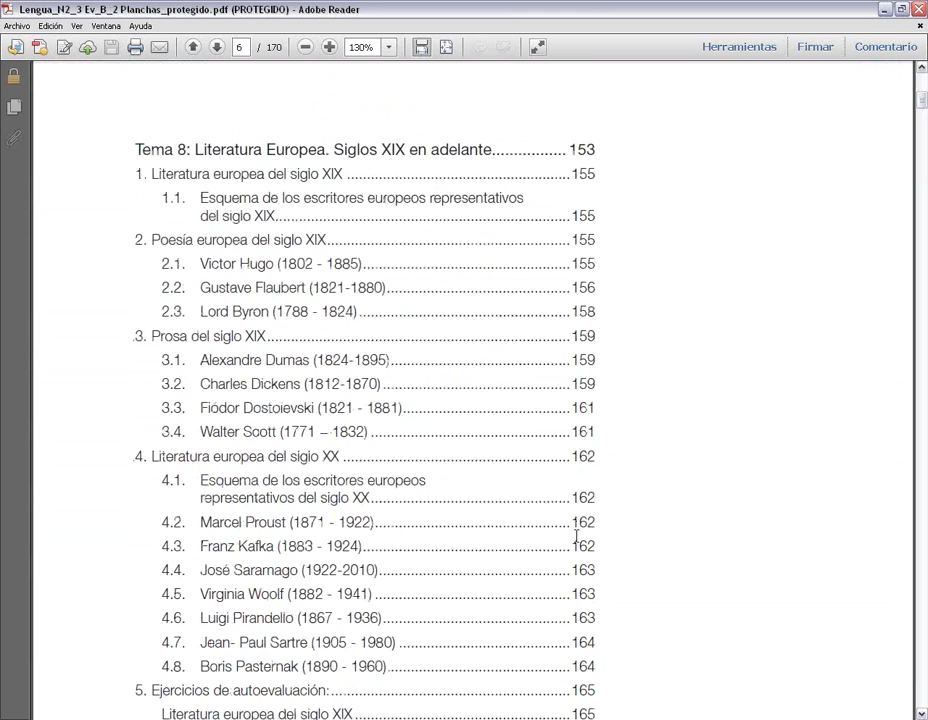 Lengua_N2_3 Ev_B_2 Planchas_protegido.pdf (PROTEGIDO) - Adobe Reader
Archivo Edición Ver Ventana Ayuda
6 / 170 130% Herramientas Firmar Comentario
Tema 8: Literatura Europea. Siglos XIX en adelante................. 153
1. Literatura europea del siglo XIX ...........................................................155
1.1. Esquema de los escritores europeos representativos
del siglo XIX..............................................................................155
2. Poesía europea del siglo XIX................................................................155
2.1. Victor Hugo (1802 - 1885).......................................................155
2.2. Gustave Flaubert (1821-1880)................................................156
2.3. Lord Byron (1788 - 1824)........................................................158
.3. Prosa del siglo XIX...............................................................................159
3.1. Alexandre Dumas (1824-1895)...............................................159
3.2. Charles Dickens (1812-1870)..................................................159
3.3. Fiódor Dostoievski (1821 - 1881).............................................161
3.4. Walter Scott (1771 – 1832) .....................................................161
.4. Literatura europea del siglo XX ............................................................162
4.1. Esquema de los escritores europeos
representativos del siglo XX.....................................................162
4.2. Marcel Proust (1871 - 1922)....................................................162
4.3. Franz Kafka (1883 - 1924).......................................................162
4.4. José Saramago (1922-2010)...................................................163
4.5. Virginia Woolf (1882 - 1941)....................................................163
4.6. Luigi Pirandello (1867 - 1936)..................................................163
4.7. Jean- Paul Sartre (1905 - 1980) ..............................................164
4.8. Boris Pasternak (1890 - 1960).................................................164
5. Ejercicios de autoevaluación:................................................................165
Literatura europea del siglo XIX .........................................................165